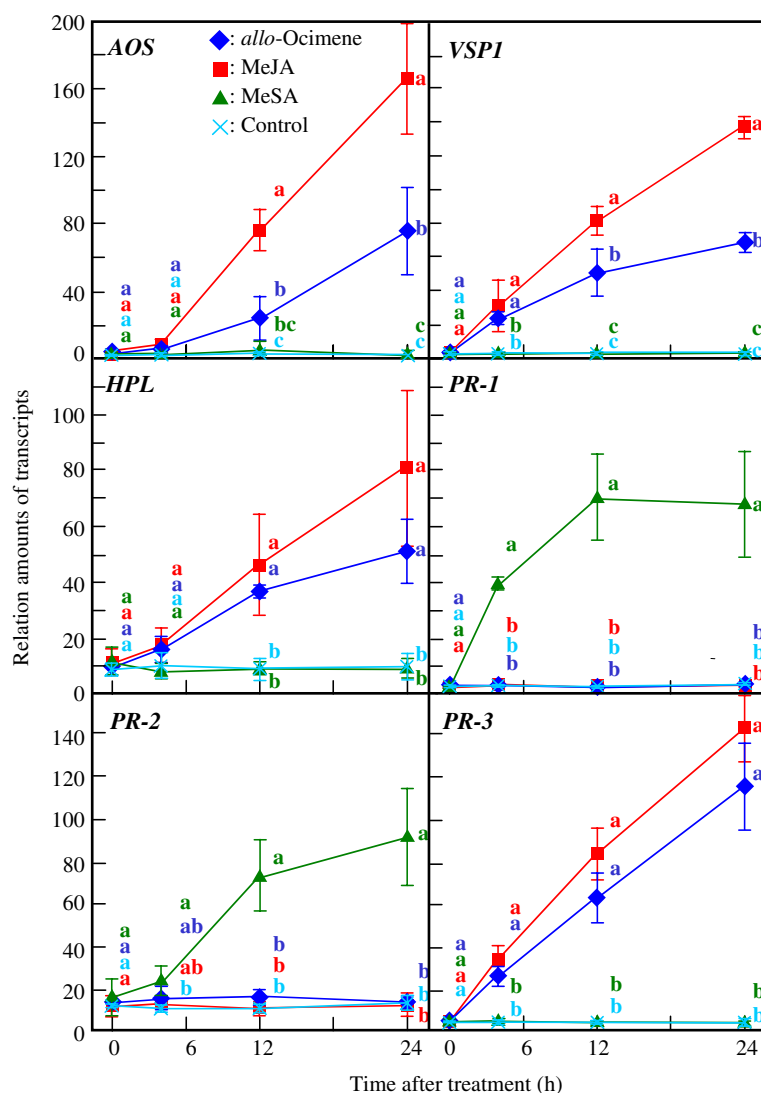 AOS
: allo-Ocimene
: MeJA
: MeSA
: Control
200
160
120
80
40
0
a
a
a
a
a
a
a
a
a
b
bc
c
a
b
c
c
VSP1
a
a
a
a
a
a
b
b
a
b
c
c
a
b
c
c
HPL
100
80
60
40
20
0
a
a
a
a
a
a
a
a
a
a
b
b
a
a
b
b
PR-1
a
a
a
a
a
b
b
b
a
b
b
b
a
b
b
b
PR-2
140
120
100
80
60
40
20
0
a
a
a
a
a
ab
ab
b
a
b
b
b
a
b
b
b
PR-3
a
a
a
a
a
a
b
b
a
a
b
b
a
a
b
b
0 6 12 24
0 6 12 24
Relation amounts of transcripts
Time after treatment (h)